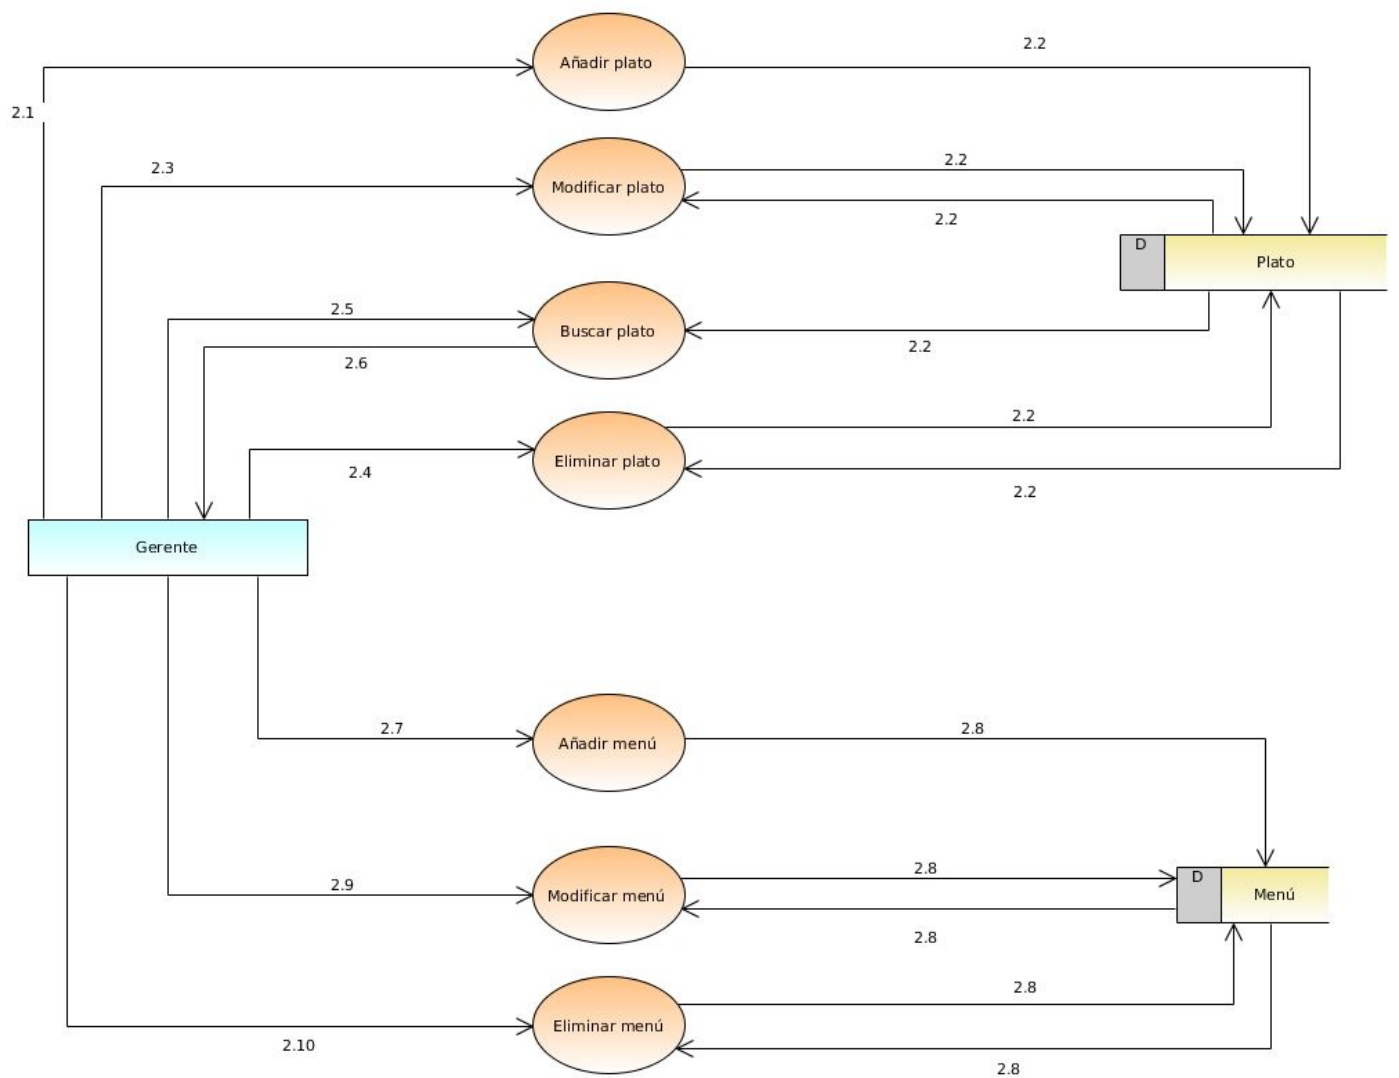 2.2
Añadir plato
2.1
2.3
2.2
Modificar plato
2.2
D
Plato
2.5
Buscar plato
2.2
2.6
2.2
Eliminar plato
2.4
2.2
Gerente
2.7
2.8
Añadir menú
2.8
D
Menú
2.9
Modificar menú
2.8
2.8
Eliminar menú
2.10
2.8